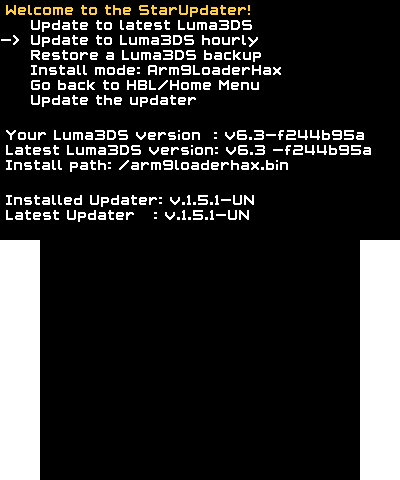 Welcome to the StarUpdater!
Update to latest Luma3DS
—> Update to Luma3DS hourly
Restore a Luma3DS backup
Install mode: Arm9LoaderHax
Go back to HBL/Home Menu
Update the updater
Your Luma3DS version : v6.3-f244b95a
Latest Luma3DS version: v6.3 -f244b95a
Install path: /arm9loaderhax.bin
Installed Updater: v.1.5.1-UN
Latest Updater : v.1.5.1-UN